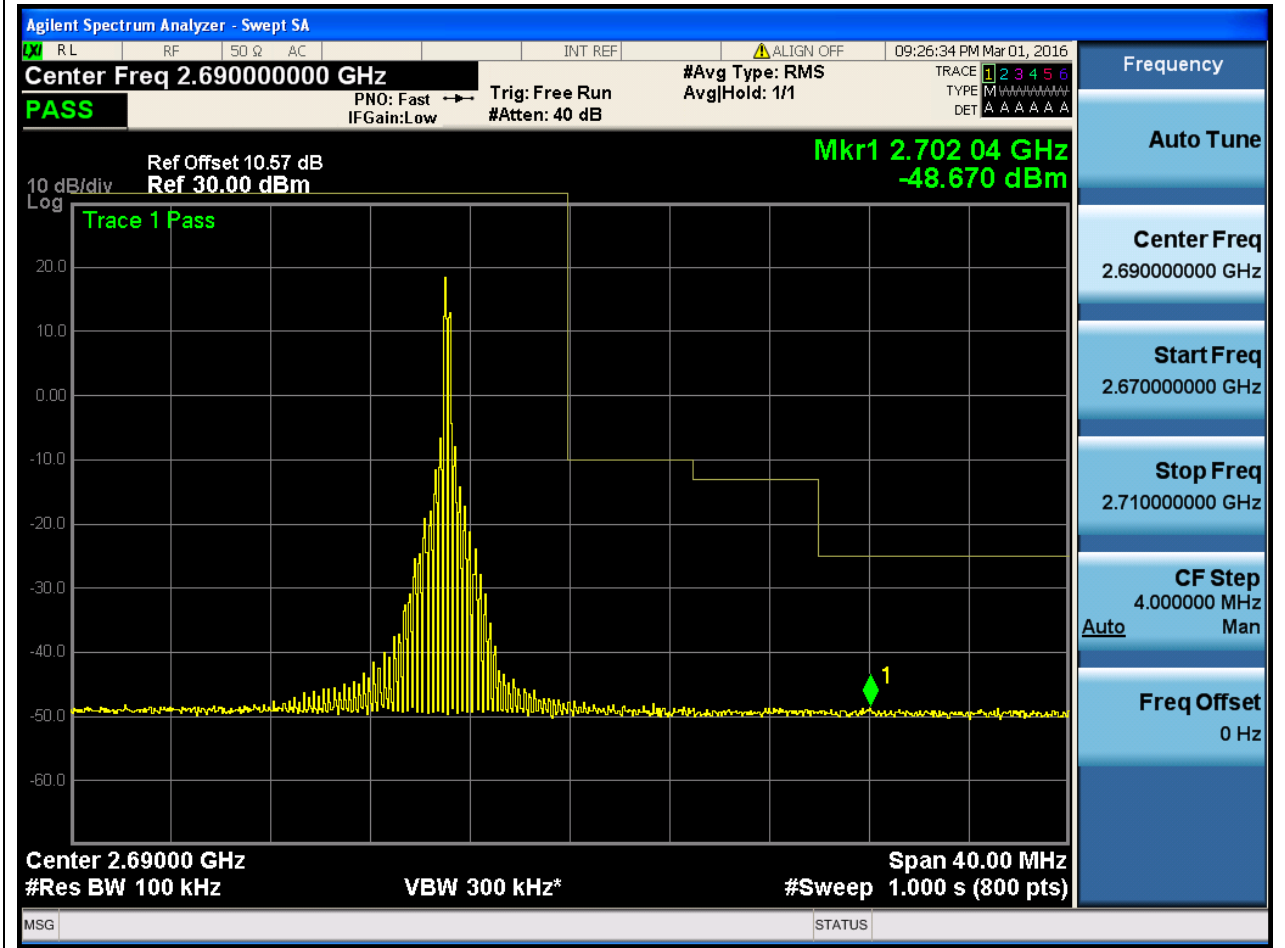 Agilent Spectrum Analyzer - Swept SA
LXI RL RF 50 Ω AC INT REF ALIGN OFF 09:26:34 PM Mar 01, 2016
Center Freq 2.690000000 GHz
PASS
PNO: Fast
IFGain:Low
Trig: Free Run
#Atten: 40 dB
#Avg Type: RMS
Avg|Hold: 1/1
TRACE 1 2 3 4 5 6
TYPE M
DET A A A A A A
Mkr1 2.702 04 GHz
-48.670 dBm
Ref Offset 10.57 dB
10 dB/div Ref 30.00 dBm
Log
Trace 1 Pass
20.0
10.0
0.00
-10.0
-20.0
-30.0
-40.0
-50.0
-60.0
1
Center 2.69000 GHz Span 40.00 MHz
#Res BW 100 kHz VBW 300 kHz* #Sweep 1.000 s (800 pts)
MSG STATUS
Frequency
Auto Tune
Center Freq
2.690000000 GHz
Start Freq
2.670000000 GHz
Stop Freq
2.710000000 GHz
CF Step
4.000000 MHz
Auto Man
Freq Offset
0 Hz